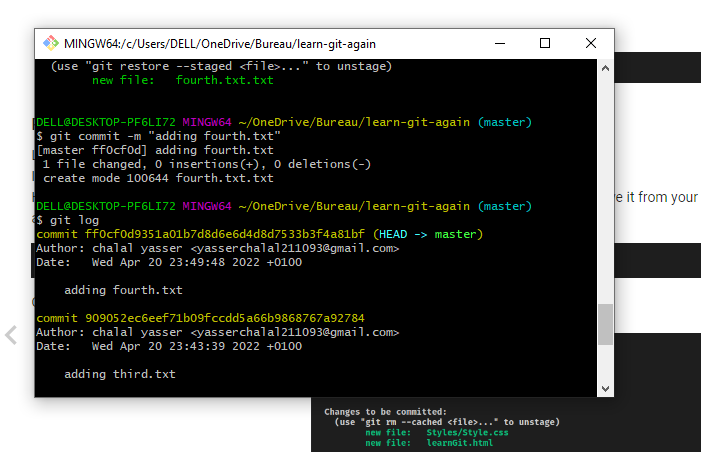 MINGW64:/c/Users/DELL/OneDrive/Bureau/learn-git-again
(use "git restore --staged <file>..." to unstage)
new file:   fourth.txt.txt
DELL@DESKTOP-PF6LI72 MINGW64 ~/OneDrive/Bureau/learn-git-again (master)
$ git commit -m "adding fourth.txt"
[master ff0cf0d] adding fourth.txt
1 file changed, 0 insertions(+), 0 deletions(-)
create mode 100644 fourth.txt.txt
DELL@DESKTOP-PF6LI72 MINGW64 ~/OneDrive/Bureau/learn-git-again (master)
$ git log
commit ff0cf0d9351a01b7d8d6e6d4d8d7533b3f4a81bf (HEAD -> master)
Author: chalal yasser <yasserchalal211093@gmail.com>
Date:   Wed Apr 20 23:49:48 2022 +0100
adding fourth.txt
commit 909052ec6eef71b09fccdd5a66b9868767a92784
Author: chalal yasser <yasserchalal211093@gmail.com>
Date:   Wed Apr 20 23:43:39 2022 +0100
adding third.txt
e it from your
Changes to be committed:
(use "git rm --cached <file>..." to unstage)
new file:   Styles/Style.css
new file:   learnGit.html